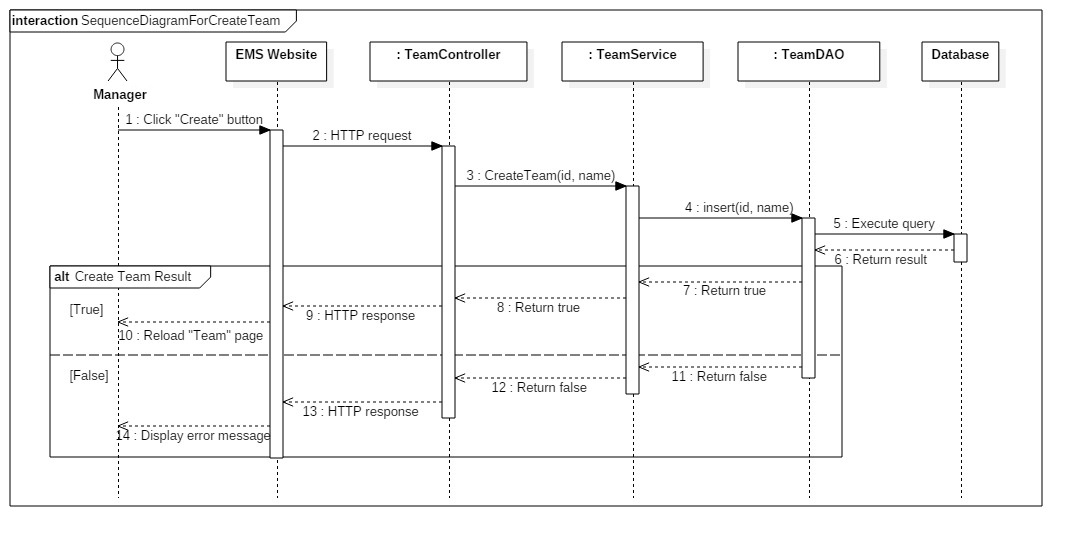 interaction SequenceDiagramForCreateTeam
EMS Website
: TeamController
: TeamService
: TeamDAO
Database
Manager
1 : Click "Create" button
2 : HTTP request
3 : CreateTeam(id, name)
4 : insert(id, name)
5 : Execute query
6 : Return result
alt Create Team Result
7 : Return true
[True]
8 : Return true
9 : HTTP response
10 : Reload "Team" page
[False]
11 : Return false
12 : Return false
13 : HTTP response
14 : Display error message